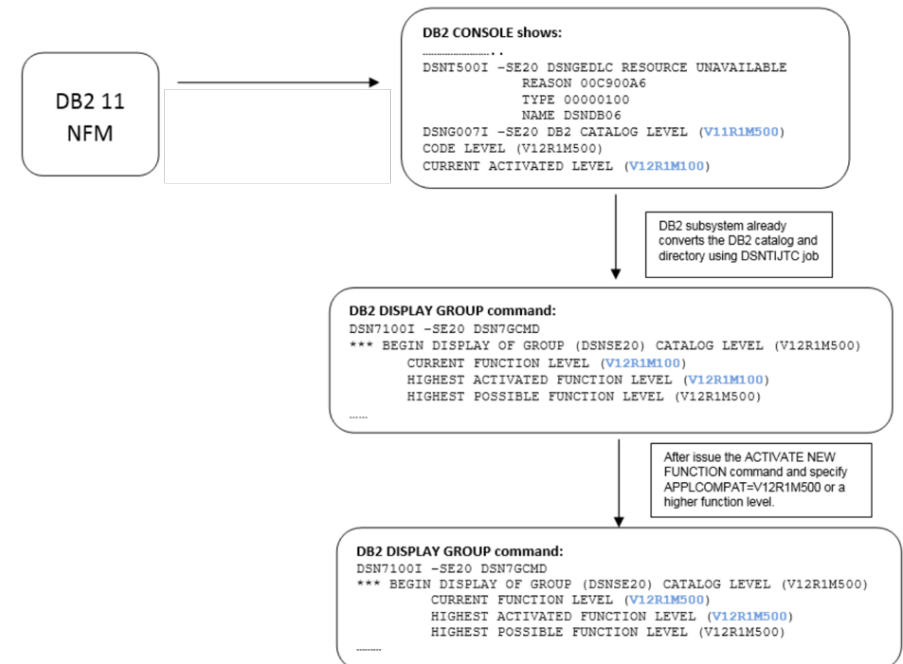 DB2 11
NFM
DB2 CONSOLE shows:
........................ . .
DSNT500I -SE20 DSNGEDLC RESOURCE UNAVAILABLE
REASON 00C900A6
TYPE 00000100
NAME DSNDB06
DSNG007I -SE20 DB2 CATALOG LEVEL (V11R1M500)
CODE LEVEL (V12R1M500)
CURRENT ACTIVATED LEVEL (V12R1M100)
DB2 subsystem already
converts the DB2 catalog and
directory using DSNTIJTC job
DB2 DISPLAY GROUP command:
DSN7100I -SE20 DSN7GCMD
*** BEGIN DISPLAY OF GROUP (DSNSE20) CATALOG LEVEL (V12R1M500)
CURRENT FUNCTION LEVEL (V12R1M100)
HIGHEST ACTIVATED FUNCTION LEVEL (V12R1M100)
HIGHEST POSSIBLE FUNCTION LEVEL (V12R1M500)
......
After issue the ACTIVATE NEW
FUNCTION command and specify
APPLCOMPAT=V12R1M500 or a
higher function level.
DB2 DISPLAY GROUP command:
DSN7100I -SE20 DSN7GCMD
*** BEGIN DISPLAY OF GROUP (DSNSE20) CATALOG LEVEL (V12R1M500)
CURRENT FUNCTION LEVEL (V12R1M500)
HIGHEST ACTIVATED FUNCTION LEVEL (V12R1M500)
HIGHEST POSSIBLE FUNCTION LEVEL (V12R1M500)
.........